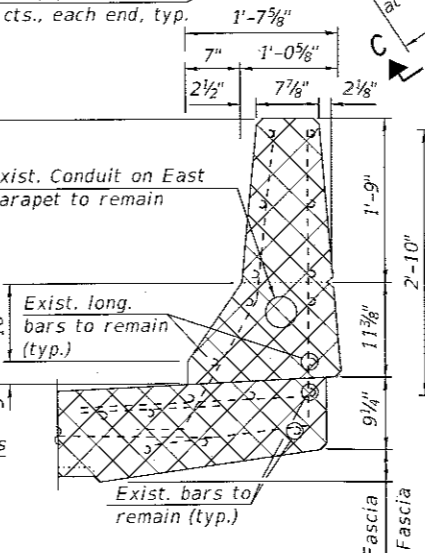 cts., each end, typ.
1'-7⅝"
7"
1'-0⅝"
2½"
7⅞"
2⅛"
C
xist. Conduit on East
arapet to remain
1'-9"
2'-10"
Exist. long.
bars to remain
(typ.)
11⅜"
9¼"
Exist. bars to
remain (typ.)
Fascia
Fascia